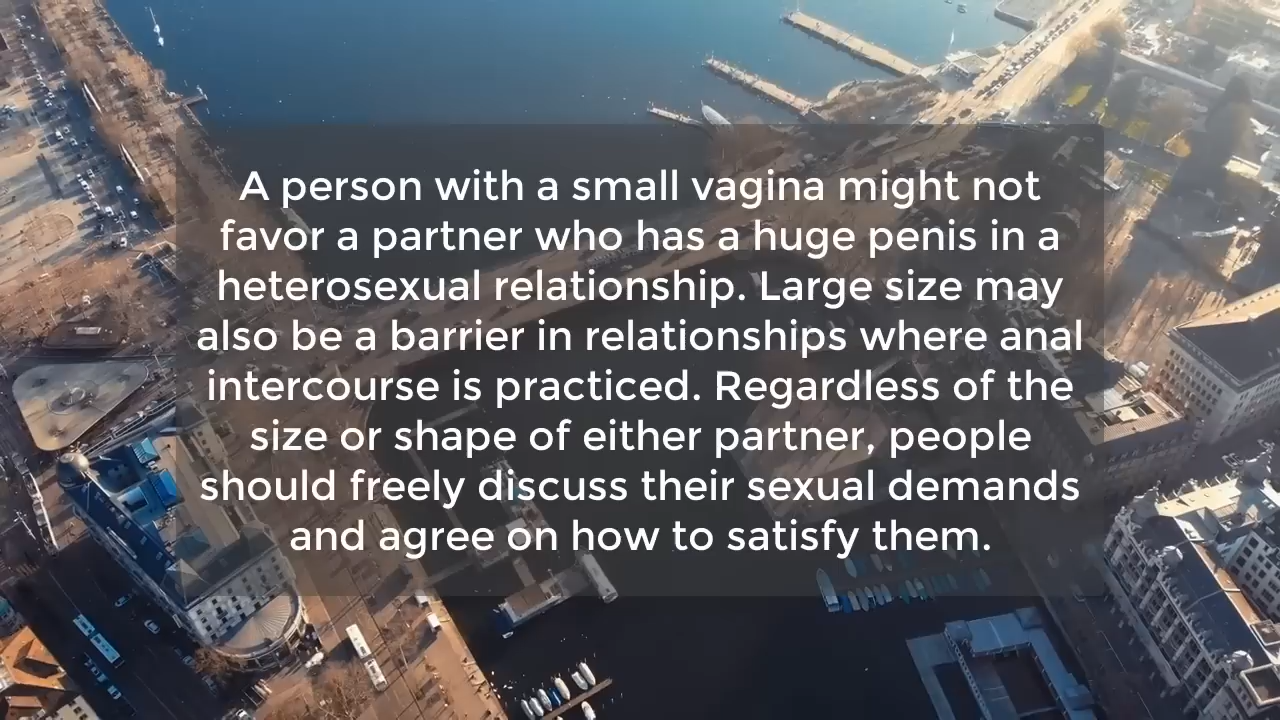 A person with a small vagina might not
favor a partner who has a huge penis in a
heterosexual relationship. Large size may
also be a barrier in relationships where anal
intercourse is practiced. Regardless of the
size or shape of either partner, people
should freely discuss their sexual demands
and agree on how to satisfy them.